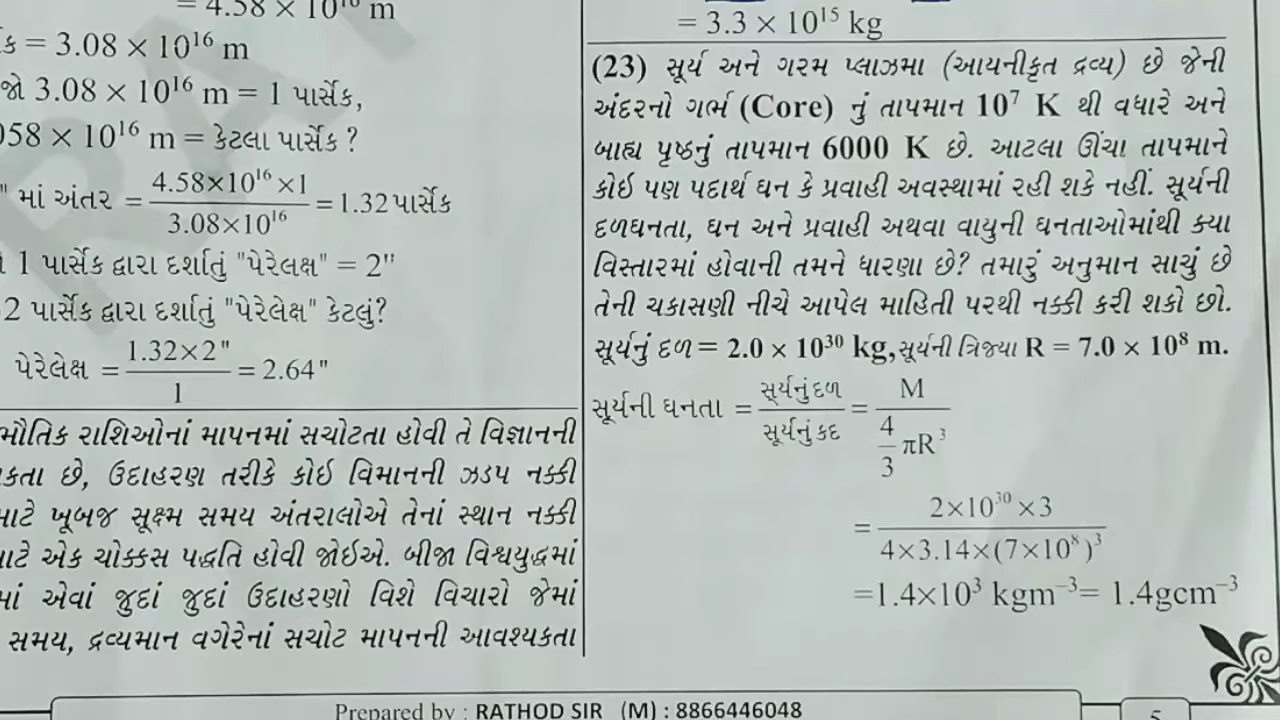 = 4.58 × 10¹⁶ m
ક = 3.08 × 10¹⁶ m
જો 3.08 × 10¹⁶ m = 1 પાર્સેક,
058 × 10¹⁶ m = કેટલા પાર્સેક ?
" માં અંતર = 4.58×10¹⁶ ×1 / 3.08×10¹⁶ = 1.32 પાર્સેક
1 પાર્સેક દ્વારા દર્શાતું "પેરેલક્ષ" = 2"
2 પાર્સેક દ્વારા દર્શાતું "પેરેલેક્ષ" કેટલું?
પેરેલેક્ષ = 1.32×2" / 1 = 2.64"
ભૌતિક રાશિઓનાં માપનમાં સચોટતા હોવી તે વિજ્ઞાનની
કતા છે, ઉદાહરણ તરીકે કોઈ વિમાનની ઝડપ નક્કી
માટે ખૂબજ સૂક્ષ્મ સમય અંતરાલોએ તેનાં સ્થાન નક્કી
માટે એક ચોક્કસ પદ્ધતિ હોવી જોઈએ. બીજા વિશ્વયુદ્ધમાં
માં એવાં જુદાં જુદાં ઉદાહરણો વિશે વિચારો જેમાં
સમય, દ્રવ્યમાન વગેરેનાં સચોટ માપનની આવશ્યકતા
= 3.3 × 10¹⁵ kg
(23) સૂર્ય અને ગરમ પ્લાઝમા (આયનીકૃત દ્રવ્ય) છે જેની
અંદરનો ગર્ભ (Core) નું તાપમાન 10⁷ K થી વધારે અને
બાહ્ય પૃષ્ઠનું તાપમાન 6000 K છે. આટલા ઊંચા તાપમાને
કોઈ પણ પદાર્થ ઘન કે પ્રવાહી અવસ્થામાં રહી શકે નહીં. સૂર્યની
દળઘનતા, ઘન અને પ્રવાહી અથવા વાયુની ઘનતાઓમાંથી ક્યા
વિસ્તારમાં હોવાની તમને ધારણા છે? તમારું અનુમાન સાચું છે
તેની ચકાસણી નીચે આપેલ માહિતી પરથી નક્કી કરી શકો છો.
સૂર્યનું દળ = 2.0 × 10³⁰ kg, સૂર્યની ત્રિજ્યા R = 7.0 × 10⁸ m.
સૂર્યની ઘનતા = સૂર્યનું દળ / સૂર્યનું કદ = M / 4/3 πR³
= 2×10³⁰ ×3 / 4×3.14×(7×10⁸)³
=1.4×10³ kgm⁻³= 1.4gcm⁻³
Prepared by : RATHOD SIR (M) : 8866446048
5